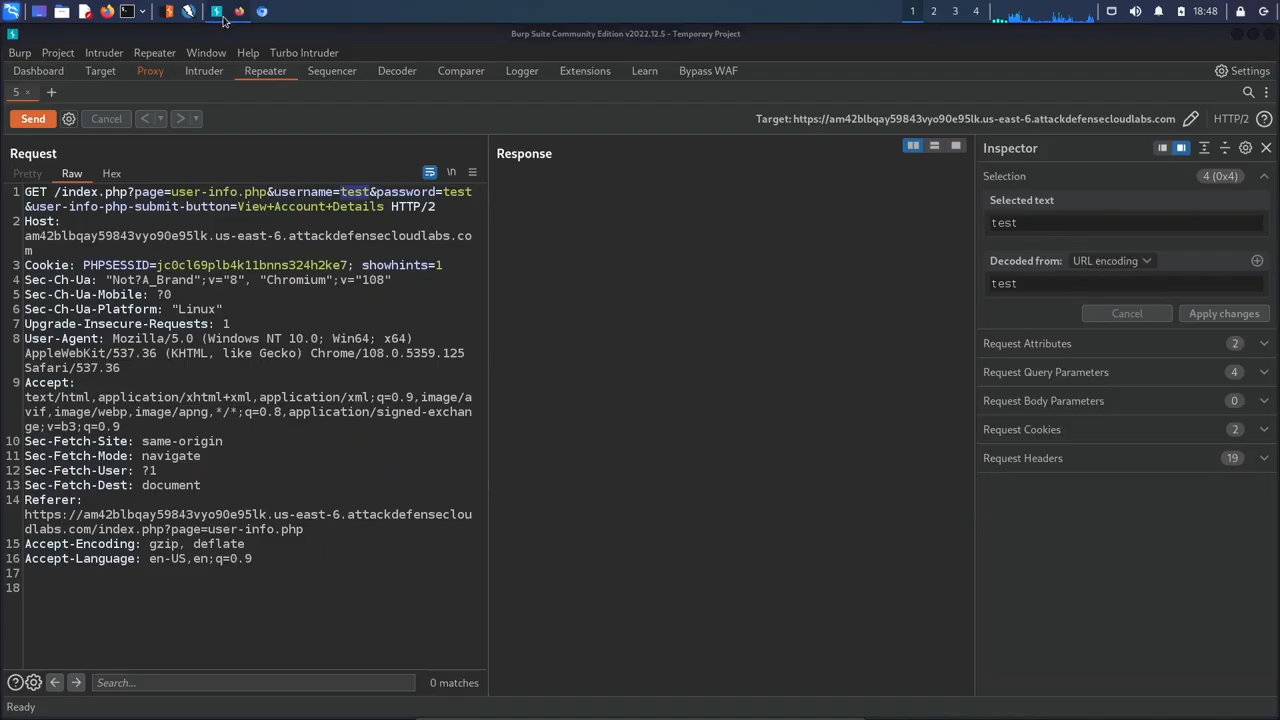 1 2 3 4 18:48
Burp Suite Community Edition v2022.12.5 - Temporary Project
Burp Project Intruder Repeater Window Help Turbo Intruder
Dashboard Target Proxy Intruder Repeater Sequencer Decoder Comparer Logger Extensions Learn Bypass WAF Settings
5 × +
Send Cancel < > Target: https://am42blbqay59843vyo90e95lk.us-east-6.attackdefensecloudlabs.com HTTP/2 ?
Request
Pretty Raw Hex \n
1 GET /index.php?page=user-info.php&username=test&password=test
&user-info-php-submit-button=View+Account+Details HTTP/2
2 Host:
am42blbqay59843vyo90e95lk.us-east-6.attackdefensecloudlabs.co
m
3 Cookie: PHPSESSID=jc0cl69plb4k11bnns324h2ke7; showhints=1
4 Sec-Ch-Ua: "Not?A_Brand";v="8", "Chromium";v="108"
5 Sec-Ch-Ua-Mobile: ?0
6 Sec-Ch-Ua-Platform: "Linux"
7 Upgrade-Insecure-Requests: 1
8 User-Agent: Mozilla/5.0 (Windows NT 10.0; Win64; x64)
AppleWebKit/537.36 (KHTML, like Gecko) Chrome/108.0.5359.125
Safari/537.36
9 Accept:
text/html,application/xhtml+xml,application/xml;q=0.9,image/a
vif,image/webp,image/apng,*/*;q=0.8,application/signed-exchan
ge;v=b3;q=0.9
10 Sec-Fetch-Site: same-origin
11 Sec-Fetch-Mode: navigate
12 Sec-Fetch-User: ?1
13 Sec-Fetch-Dest: document
14 Referer:
https://am42blbqay59843vyo90e95lk.us-east-6.attackdefenseclou
dlabs.com/index.php?page=user-info.php
15 Accept-Encoding: gzip, deflate
16 Accept-Language: en-US,en;q=0.9
17
18
Search... 0 matches
Response
Inspector
Selection 4 (0x4)
Selected text
test
Decoded from: URL encoding
test
Cancel Apply changes
Request Attributes 2
Request Query Parameters 4
Request Body Parameters 0
Request Cookies 2
Request Headers 19
Ready